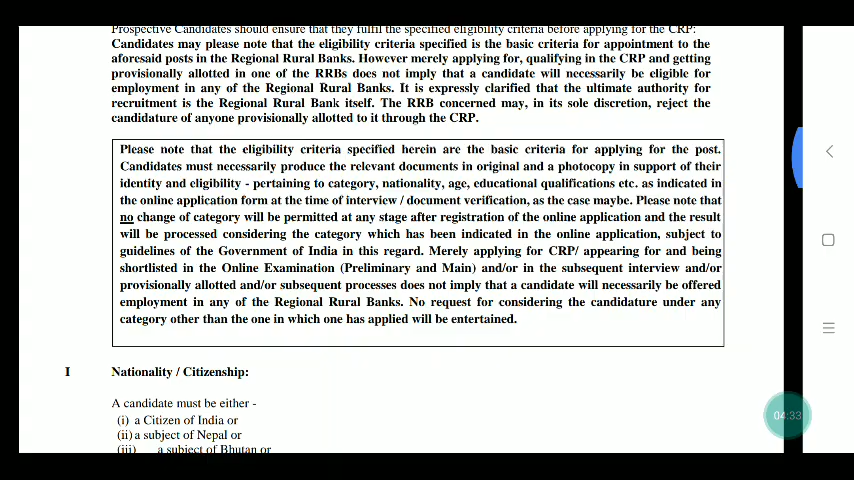 Prospective Candidates should ensure that they fulfil the specified eligibility criteria before applying for the CRP:
Candidates may please note that the eligibility criteria specified is the basic criteria for appointment to the
aforesaid posts in the Regional Rural Banks. However merely applying for, qualifying in the CRP and getting
provisionally allotted in one of the RRBs does not imply that a candidate will necessarily be eligible for
employment in any of the Regional Rural Banks. It is expressly clarified that the ultimate authority for
recruitment is the Regional Rural Bank itself. The RRB concerned may, in its sole discretion, reject the
candidature of anyone provisionally allotted to it through the CRP.
Please note that the eligibility criteria specified herein are the basic criteria for applying for the post.
Candidates must necessarily produce the relevant documents in original and a photocopy in support of their
identity and eligibility - pertaining to category, nationality, age, educational qualifications etc. as indicated in
the online application form at the time of interview / document verification, as the case maybe. Please note that
no change of category will be permitted at any stage after registration of the online application and the result
will be processed considering the category which has been indicated in the online application, subject to
guidelines of the Government of India in this regard. Merely applying for CRP/ appearing for and being
shortlisted in the Online Examination (Preliminary and Main) and/or in the subsequent interview and/or
provisionally allotted and/or subsequent processes does not imply that a candidate will necessarily be offered
employment in any of the Regional Rural Banks. No request for considering the candidature under any
category other than the one in which one has applied will be entertained.
I Nationality / Citizenship:
A candidate must be either -
(i) a Citizen of India or
(ii) a subject of Nepal or
(iii) a subject of Bhutan or
04:33